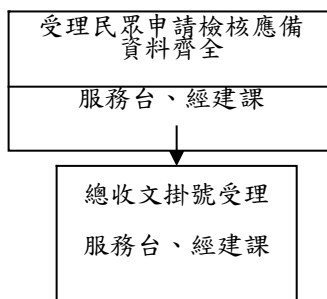 受理民眾申請檢核應備
資料齊全
服務台、經建課
總收文掛號受理
服務台、經建課